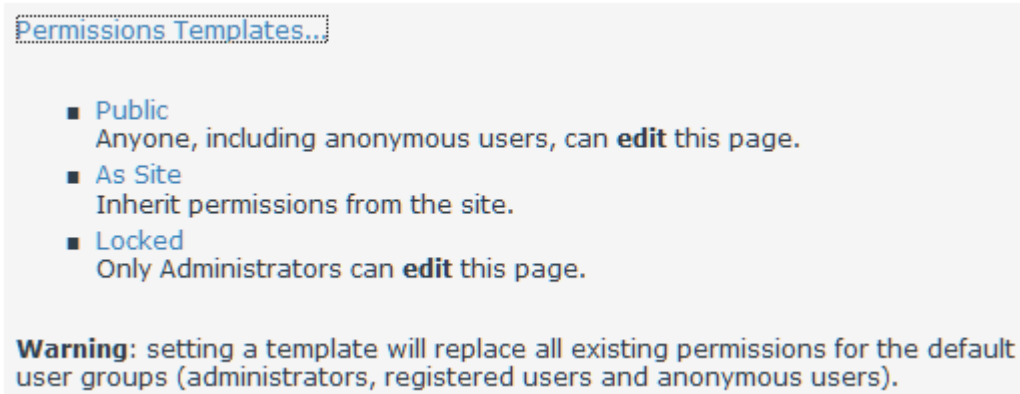 Permissions Templates...
Public
Anyone, including anonymous users, can edit this page.
As Site
Inherit permissions from the site.
Locked
Only Administrators can edit this page.
Warning: setting a template will replace all existing permissions for the default
user groups (administrators, registered users and anonymous users).